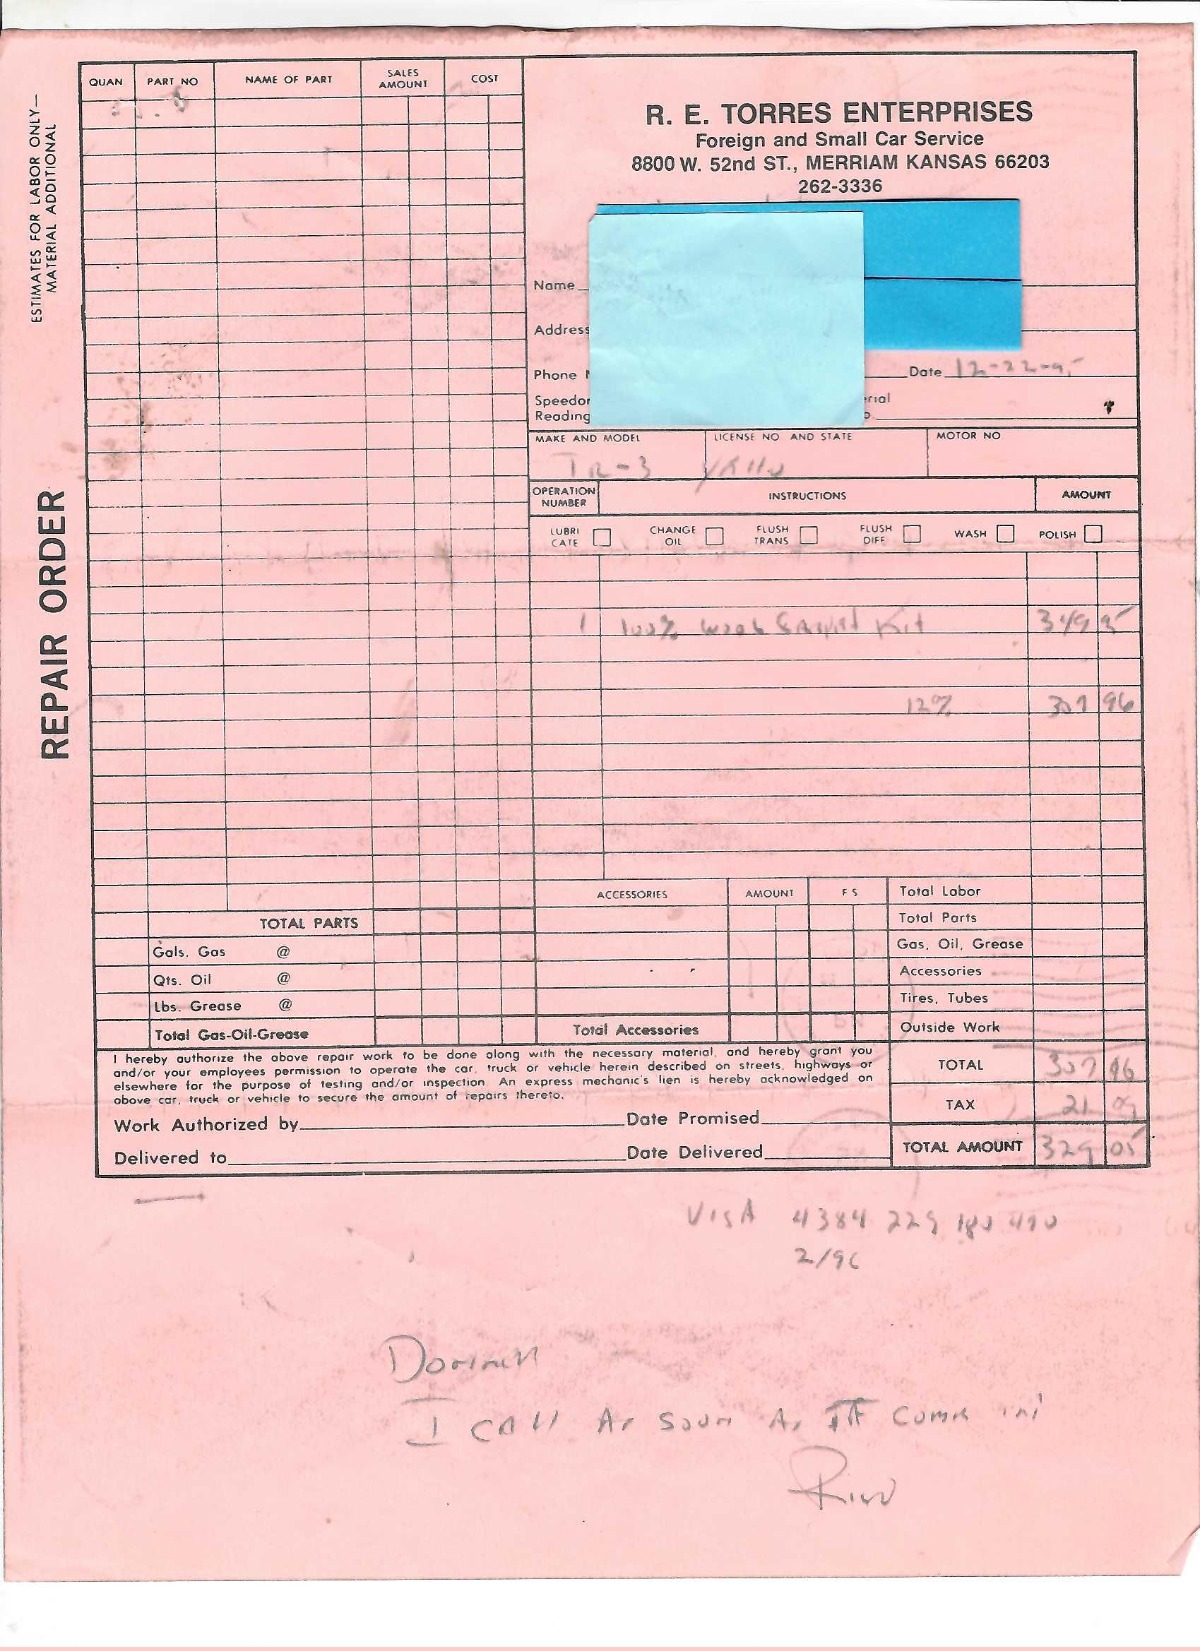 QUAN PART NO NAME OF PART SALES AMOUNT COST
ESTIMATES FOR LABOR ONLY—
MATERIAL ADDITIONAL
REPAIR ORDER
R. E. TORRES ENTERPRISES
Foreign and Small Car Service
8800 W. 52nd ST., MERRIAM KANSAS 66203
262-3336
Name
Address
Phone
Date 12-22-95
Reading
MAKE AND MODEL LICENSE NO AND STATE MOTOR NO
TR-3
OPERATION NUMBER INSTRUCTIONS AMOUNT
LUBRI CATE CHANGE OIL FLUSH TRANS FLUSH DIFF WASH POLISH
1 100% Kit 349 95
12% 307 96
ACCESSORIES AMOUNT F S Total Labor
TOTAL PARTS Total Parts
Gals. Gas @ Gas, Oil, Grease
Qts. Oil @ Accessories
Lbs. Grease @ Tires, Tubes
Total Gas-Oil-Grease Total Accessories Outside Work
I hereby authorize the above repair work to be done along with the necessary material, and hereby grant you
and/or your employees permission to operate the car, truck or vehicle herein described on streets, highways or
elsewhere for the purpose of testing and/or inspection. An express mechanic's lien is hereby acknowledged on
above car, truck or vehicle to secure the amount of repairs thereto.
TOTAL 307 96
TAX 21 09
Work Authorized by Date Promised
TOTAL AMOUNT 329 05
Delivered to Date Delivered
VISA 4384
2/96
I CAll As soon As IT